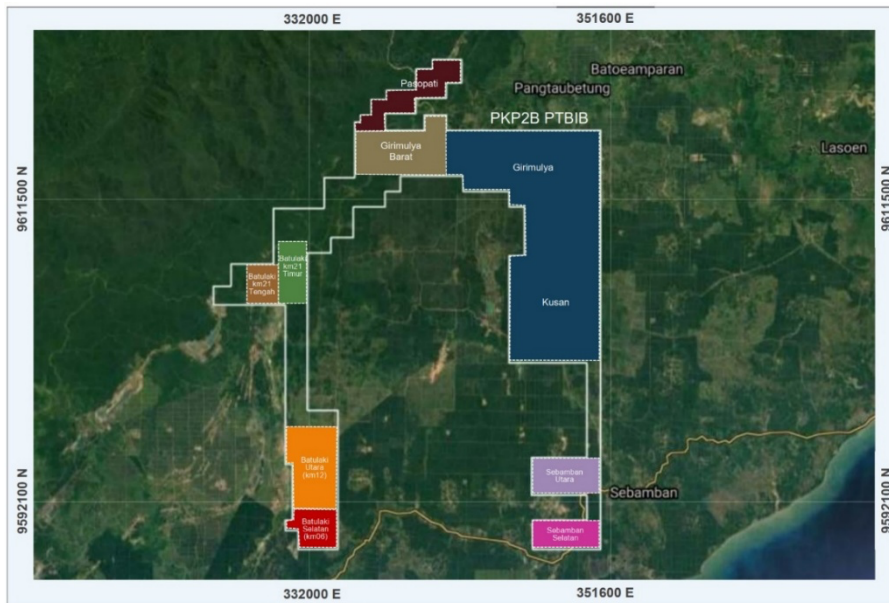 332000 E
351600 E
Batoeamparan
Pasopati
Pangtaubetung
PKP2B PTBIB
Lasoen
Girimulya
Barat
Girimulya
9611500 N
9611500 N
Batulaki
km21
Timur
Batulaki
km21
Tengah
Kusan
Batulaki
Utara
(km12)
Sebamban
Utara
Sebamban
9592100 N
9592100 N
Batulaki
Selatan
(km06)
Sebamban
Selatan
332000 E
351600 E